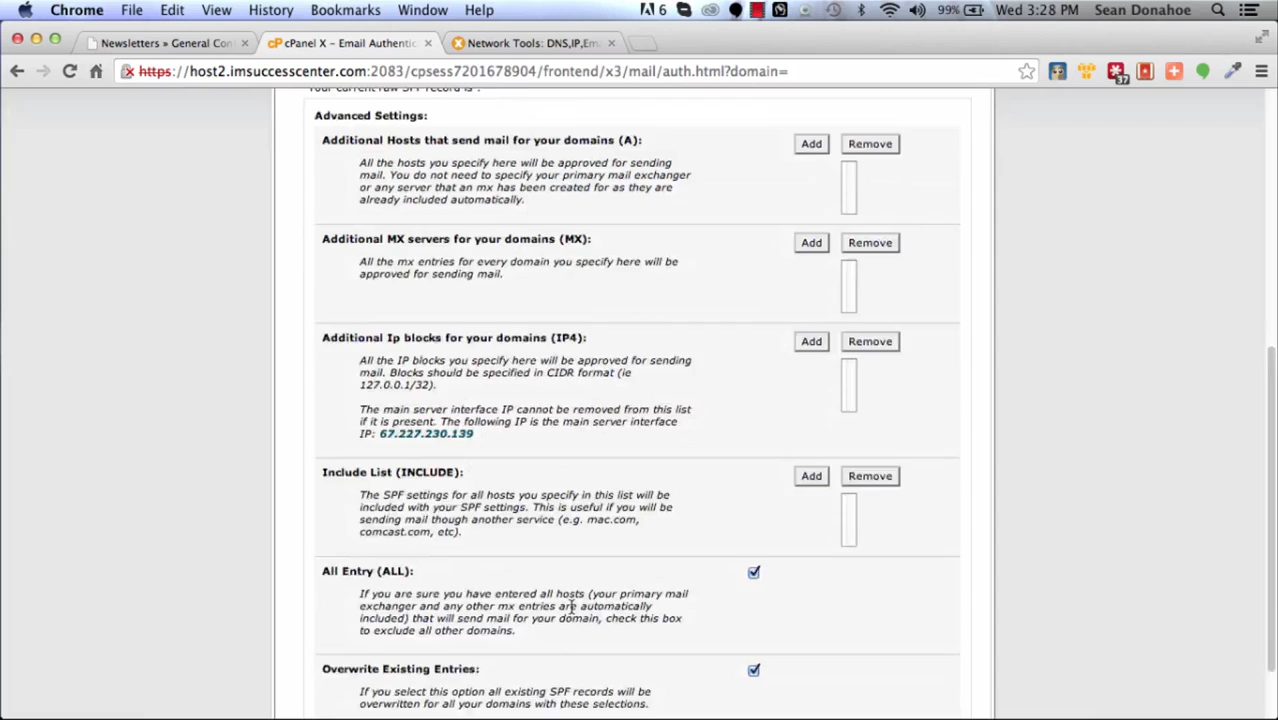 Chrome File Edit View History Bookmarks Window Help 6 99% Wed 3:28 PM Sean Donahoe
Newsletters » General Con × cPanel X – Email Authentic × Network Tools: DNS,IP,Ema ×
https://host2.imsuccesscenter.com:2083/cpsess7201678904/frontend/x3/mail/auth.html?domain= 37
Your current raw SPF record is :
Advanced Settings:
Additional Hosts that send mail for your domains (A): Add Remove
All the hosts you specify here will be approved for sending
mail. You do not need to specify your primary mail exchanger
or any server that an mx has been created for as they are
already included automatically.
Additional MX servers for your domains (MX): Add Remove
All the mx entries for every domain you specify here will be
approved for sending mail.
Additional Ip blocks for your domains (IP4): Add Remove
All the IP blocks you specify here will be approved for sending
mail. Blocks should be specified in CIDR format (ie
127.0.0.1/32).
The main server interface IP cannot be removed from this list
if it is present. The following IP is the main server interface
IP: 67.227.230.139
Include List (INCLUDE): Add Remove
The SPF settings for all hosts you specify in this list will be
included with your SPF settings. This is useful if you will be
sending mail though another service (e.g. mac.com,
comcast.com, etc).
All Entry (ALL):
If you are sure you have entered all hosts (your primary mail
exchanger and any other mx entries are automatically
included) that will send mail for your domain, check this box
to exclude all other domains.
Overwrite Existing Entries:
If you select this option all existing SPF records will be
overwritten for all your domains with these selections.